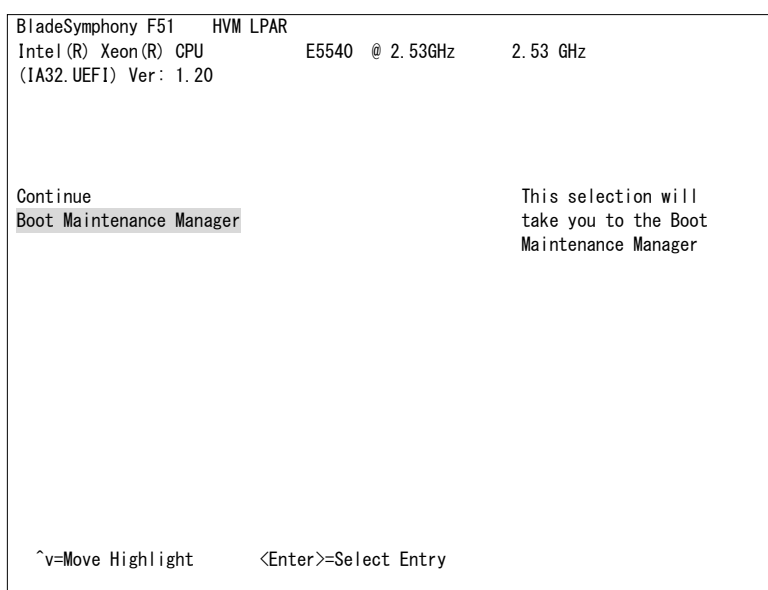 BladeSymphony F51 HVM LPAR
Intel(R) Xeon(R) CPU E5540 @ 2.53GHz 2.53 GHz
(IA32.UEFI) Ver: 1.20
Continue
Boot Maintenance Manager
This selection will
take you to the Boot
Maintenance Manager
^v=Move Highlight <Enter>=Select Entry